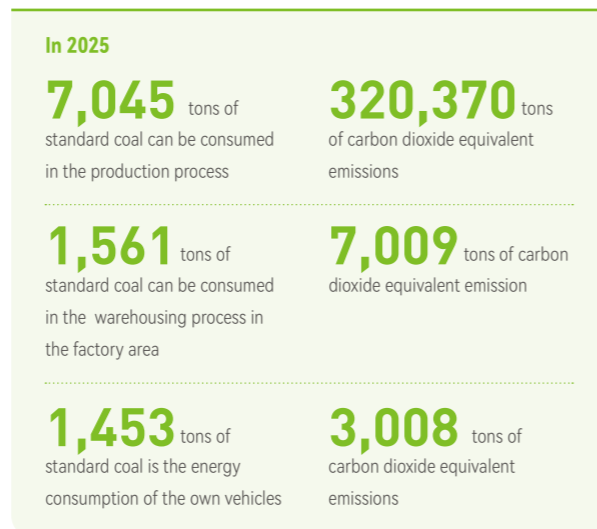 In 2025
7,045 tons of
standard coal can be consumed
in the production process
320,370 tons
of carbon dioxide equivalent
emissions
1,561 tons of
standard coal can be consumed
in the warehousing process in
the factory area
7,009 tons of carbon
dioxide equivalent emission
1,453 tons of
standard coal is the energy
consumption of the own vehicles
3,008 tons of
carbon dioxide equivalent
emissions